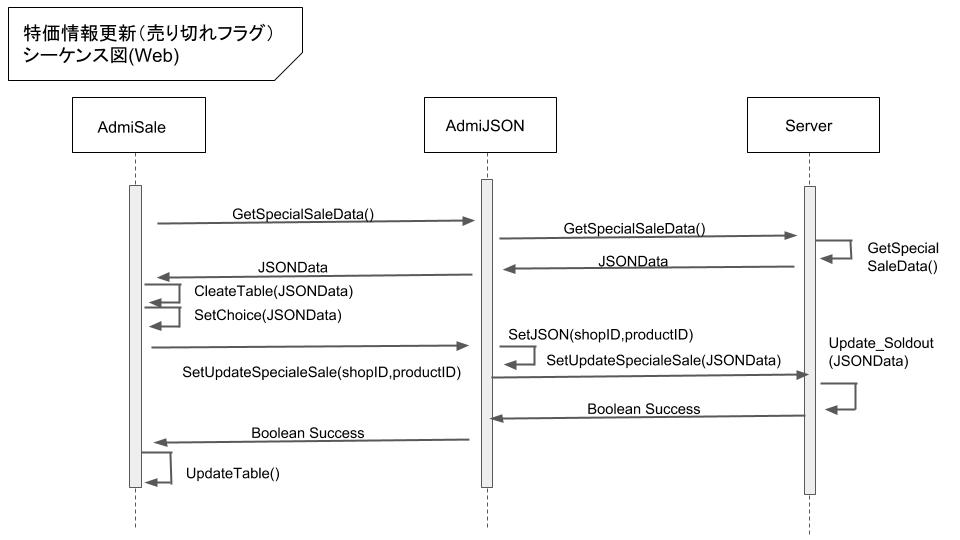 特価情報更新（売り切れフラグ）
シーケンス図(Web)
AdmiSale
AdmiJSON
Server
GetSpecialSaleData()
GetSpecialSaleData()
GetSpecial
SaleData()
JSONData
JSONData
CleateTable(JSONData)
SetChoice(JSONData)
SetJSON(shopID,productID)
Update_Soldout
(JSONData)
SetUpdateSpecialeSale(JSONData)
SetUpdateSpecialeSale(shopID,productID)
Boolean Success
Boolean Success
UpdateTable()